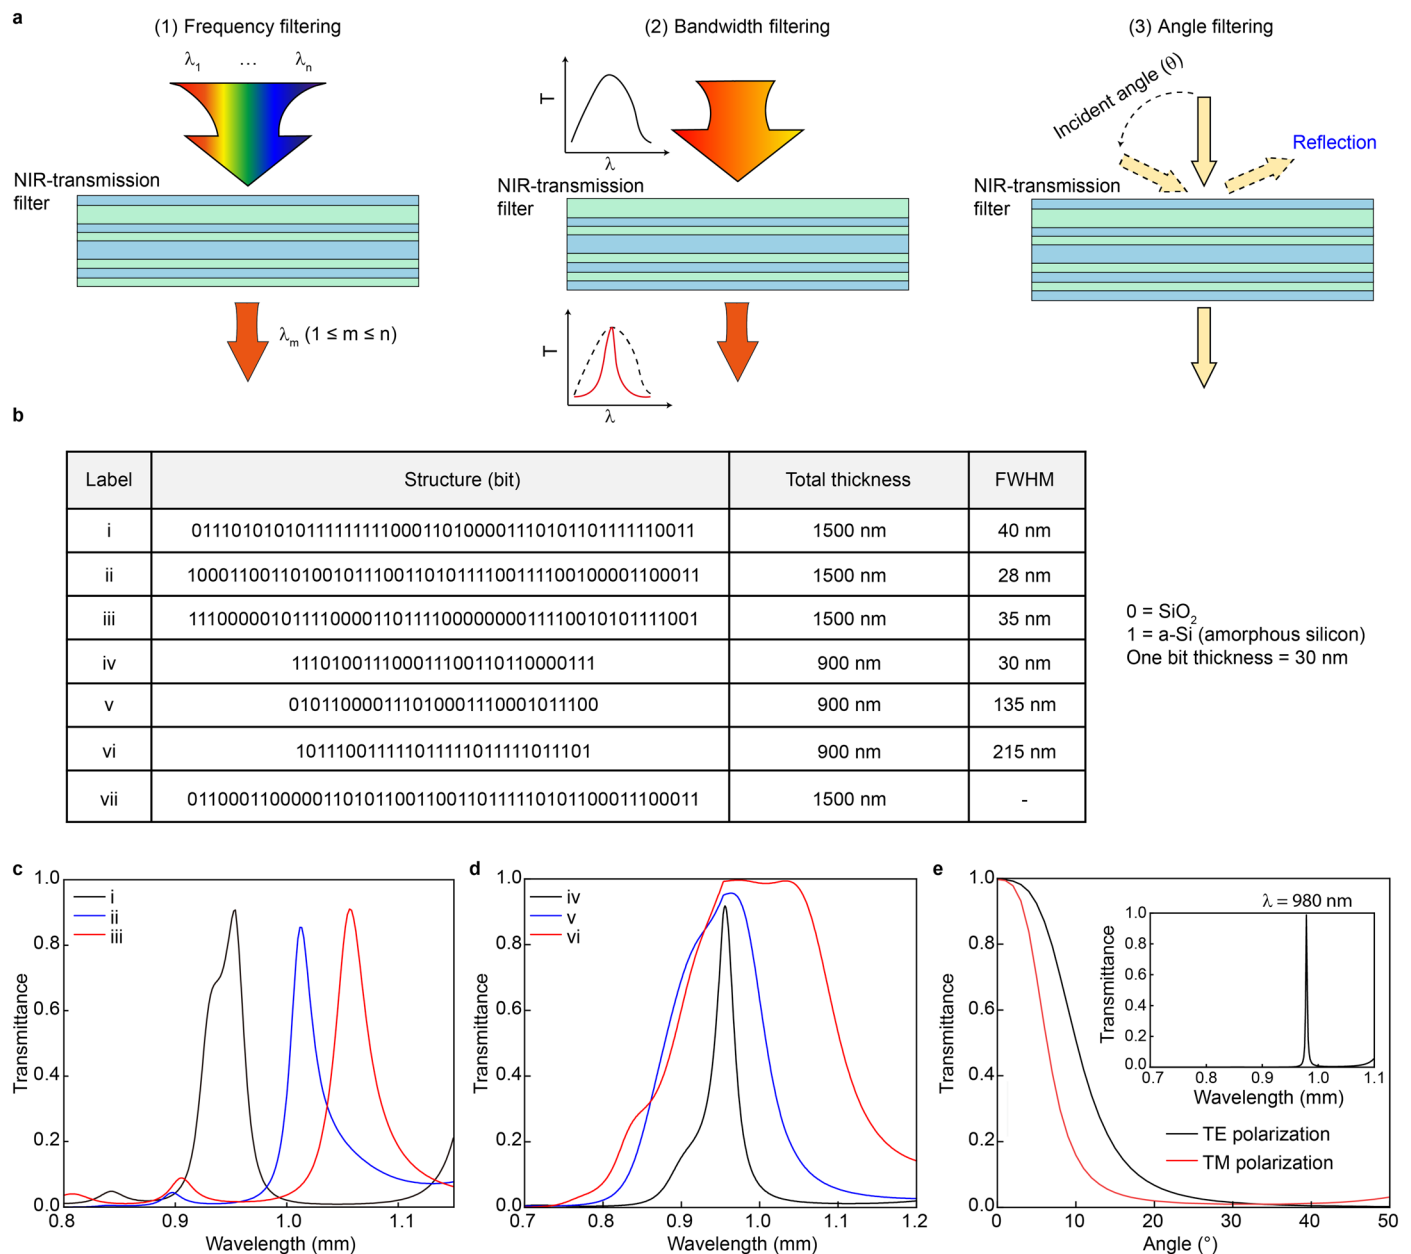 a
(1) Frequency filtering
(2) Bandwidth filtering
(3) Angle filtering
λ1 … λn
T
λ
Incident angle (θ)
Reflection
NIR-transmission
filter
NIR-transmission
filter
NIR-transmission
filter
λm (1 ≤ m ≤ n)
T
λ
b
Label Structure (bit) Total thickness FWHM
i 1500 nm 40 nm
ii 1500 nm 28 nm
iii 1500 nm 35 nm
iv 111010011100011100110110000111 900 nm 30 nm
v 010110000111010001110001011100 900 nm 135 nm
vi 900 nm 215 nm
vii 1500 nm -
0 = SiO2
1 = a-Si (amorphous silicon)
One bit thickness = 30 nm
c
1.0
0.8
0.6
0.4
0.2
0.0
Transmittance
i
ii
iii
0.8 0.9 1.0 1.1
Wavelength (mm)
d
1.0
0.8
0.6
0.4
0.2
0.0
Transmittance
iv
v
vi
0.7 0.8 0.9 1.0 1.1 1.2
Wavelength (mm)
e
1.0
0.8
0.6
0.4
0.2
0.0
Transmittance
λ = 980 nm
1.0
0.8
0.6
0.4
0.2
0.0
Transmittance
0.7 0.8 0.9 1.0 1.1
Wavelength (mm)
TE polarization
TM polarization
0 10 20 30 40 50
Angle (°)